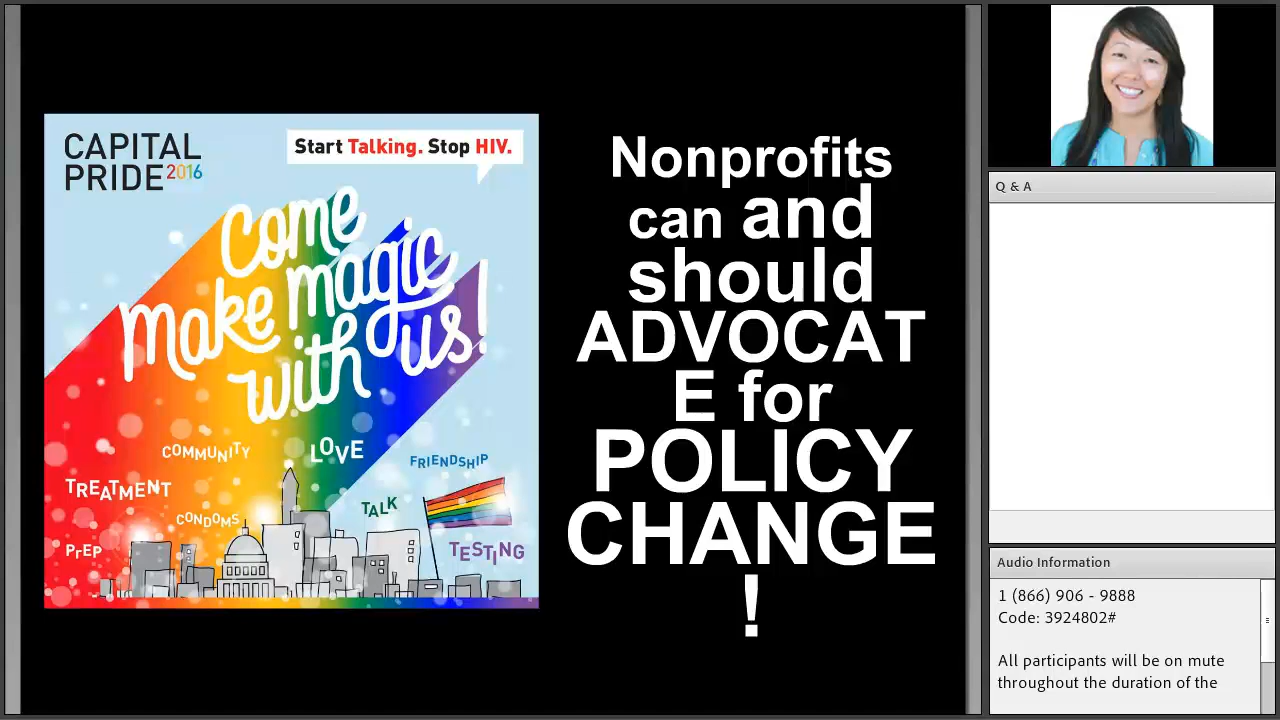 CAPITAL
PRIDE 2016
Start Talking. Stop HIV.
Come
make magic
with us!
COMMUNITY
LOVE
FRIENDSHIP
TREATMENT
CONDOMS
TALK
PrEP
TESTING
Nonprofits
can and
should
ADVOCAT
E for
POLICY
CHANGE
!
Q & A
Audio Information
1 (866) 906 - 9888
Code: 3924802#
All participants will be on mute
throughout the duration of the